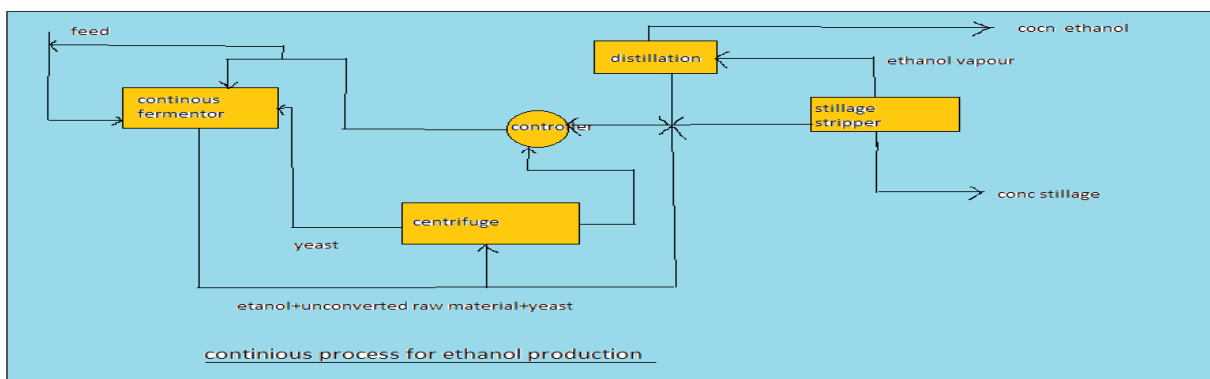 feed
cocn ethanol
distillation
ethanol vapour
continous
fermentor
stillage
stripper
controller
conc stillage
centrifuge
yeast
etanol+unconverted raw material+yeast
continious process for ethanol production